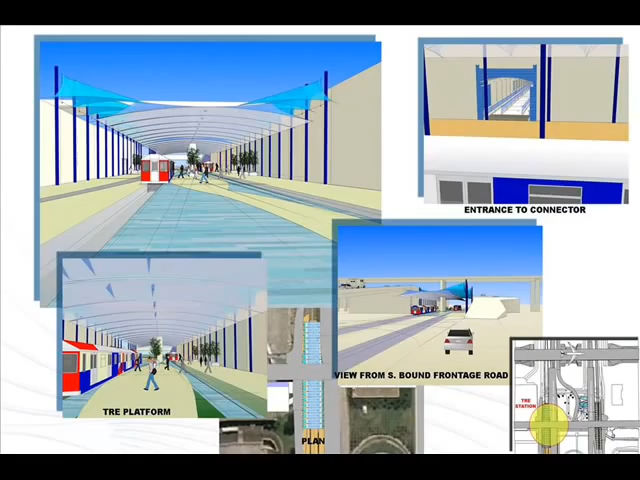 ENTRANCE TO CONNECTOR
VIEW FROM S. BOUND FRONTAGE ROAD
TRE PLATFORM
PLAN
TRE
STATION